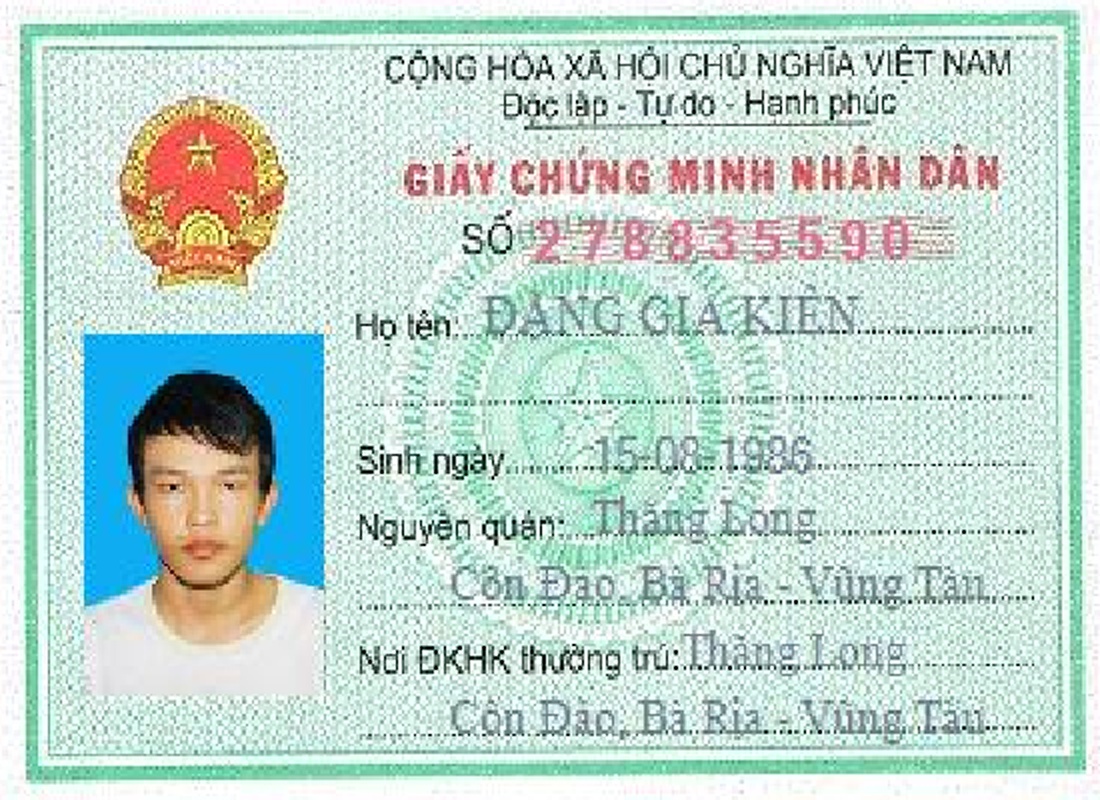 CỘNG HÒA XÃ HỘI CHỦ NGHĨA VIỆT NAM
Độc lập - Tự do - Hạnh phúc
GIẤY CHỨNG MINH NHÂN DÂN
SỐ 278835590
Họ tên: ĐẶNG GIA KIÊN
Sinh ngày 15-08-1986
Nguyên quán: Thăng Long
Côn Đảo, Bà Rịa - Vũng Tàu
Nơi ĐKHK thường trú: Thăng Long
Côn Đảo, Bà Rịa - Vũng Tàu